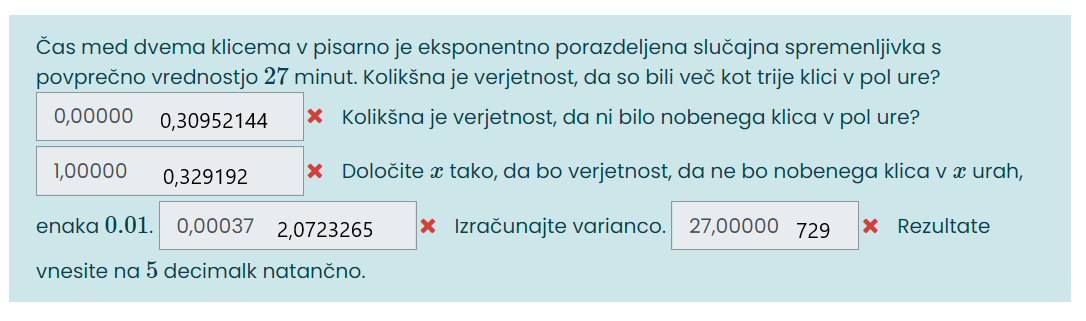 Čas med dvema klicema v pisarno je eksponentno porazdeljena slučajna spremenljivka s
povprečno vrednostjo 27 minut. Kolikšna je verjetnost, da so bili več kot trije klici v pol ure?
0,00000 0,30952144 Kolikšna je verjetnost, da ni bilo nobenega klica v pol ure?
1,00000 0,329192 Določite x tako, da bo verjetnost, da ne bo nobenega klica v x urah,
enaka 0.01. 0,00037 2,0723265 Izračunajte varianco. 27,00000 729 Rezultate
vnesite na 5 decimalk natančno.